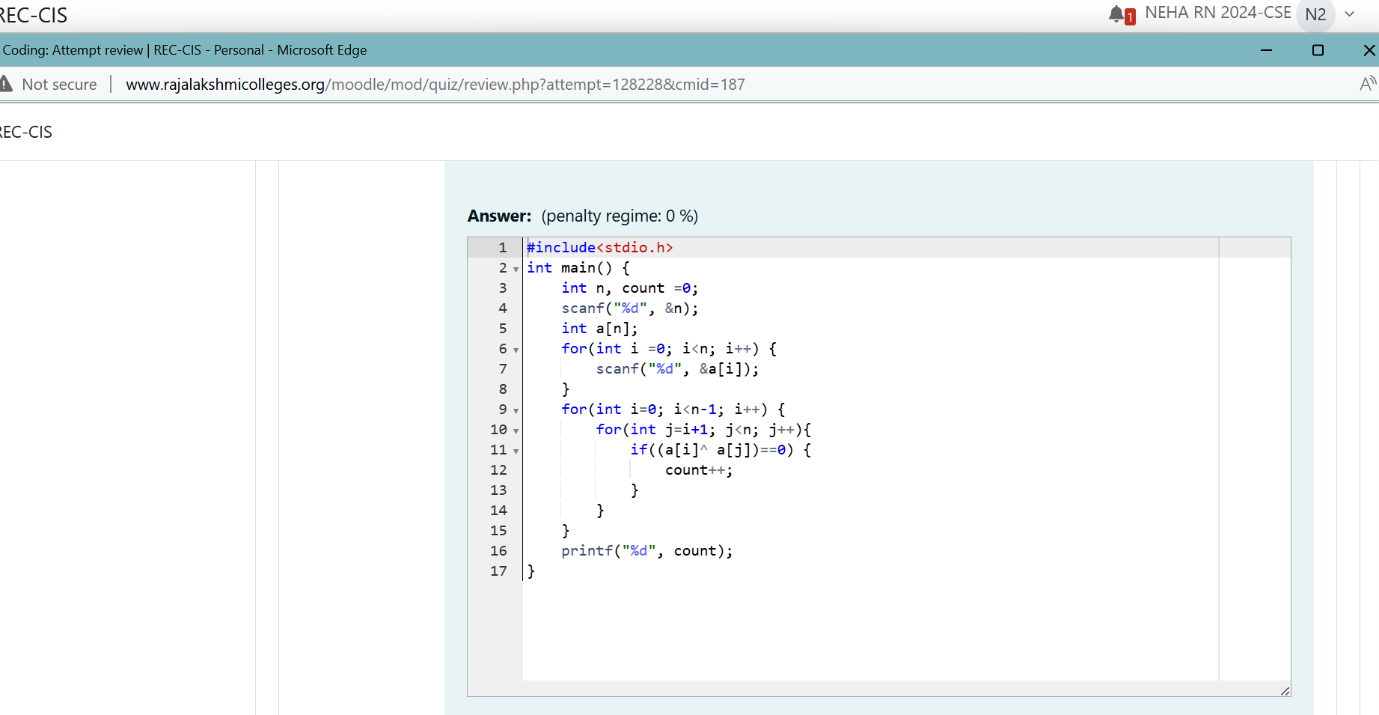 REC-CIS
1 NEHA RN 2024-CSE N2
Coding: Attempt review | REC-CIS - Personal - Microsoft Edge
Not secure | www.rajalakshmicolleges.org/moodle/mod/quiz/review.php?attempt=128228&cmid=187
REC-CIS
Answer: (penalty regime: 0 %)
1 #include<stdio.h>
2 int main() {
3     int n, count =0;
4     scanf("%d", &n);
5     int a[n];
6     for(int i =0; i<n; i++) {
7         scanf("%d", &a[i]);
8     }
9     for(int i=0; i<n-1; i++) {
10         for(int j=i+1; j<n; j++){
11             if((a[i]^ a[j])==0) {
12                 count++;
13             }
14         }
15     }
16     printf("%d", count);
17 }